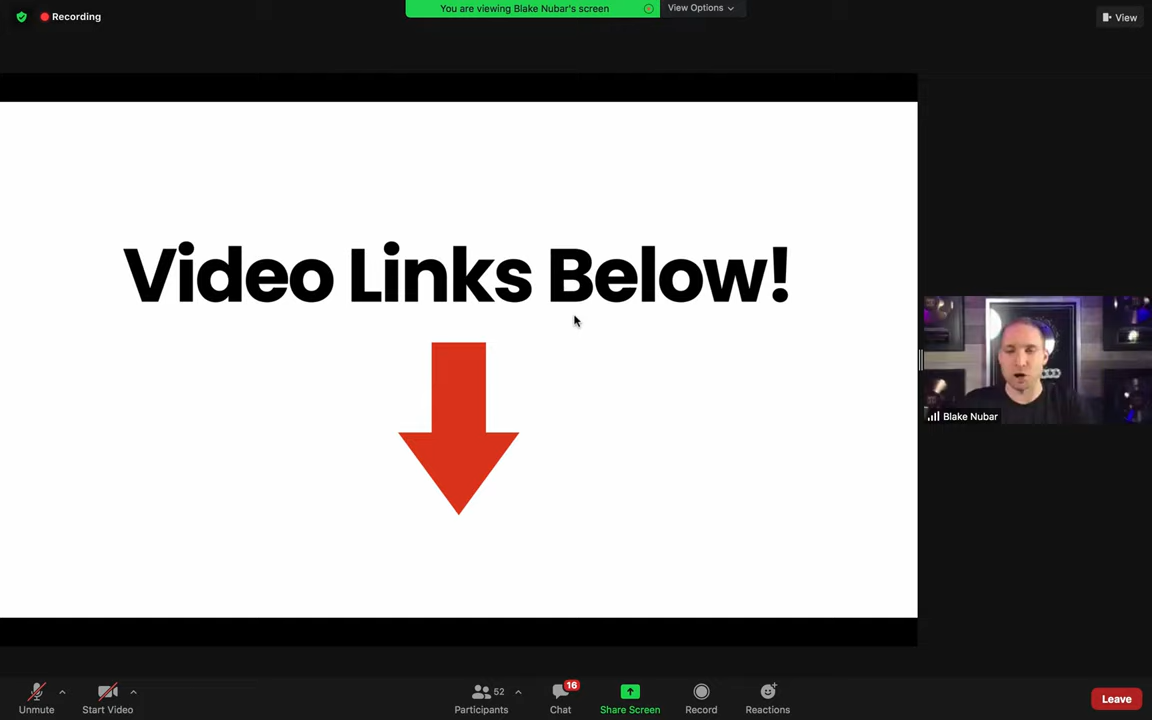 Recording
You are viewing Blake Nubar's screen
View Options
View
Video Links Below!
Blake Nubar
Unmute
Start Video
52
Participants
16
Chat
Share Screen
Record
Reactions
Leave